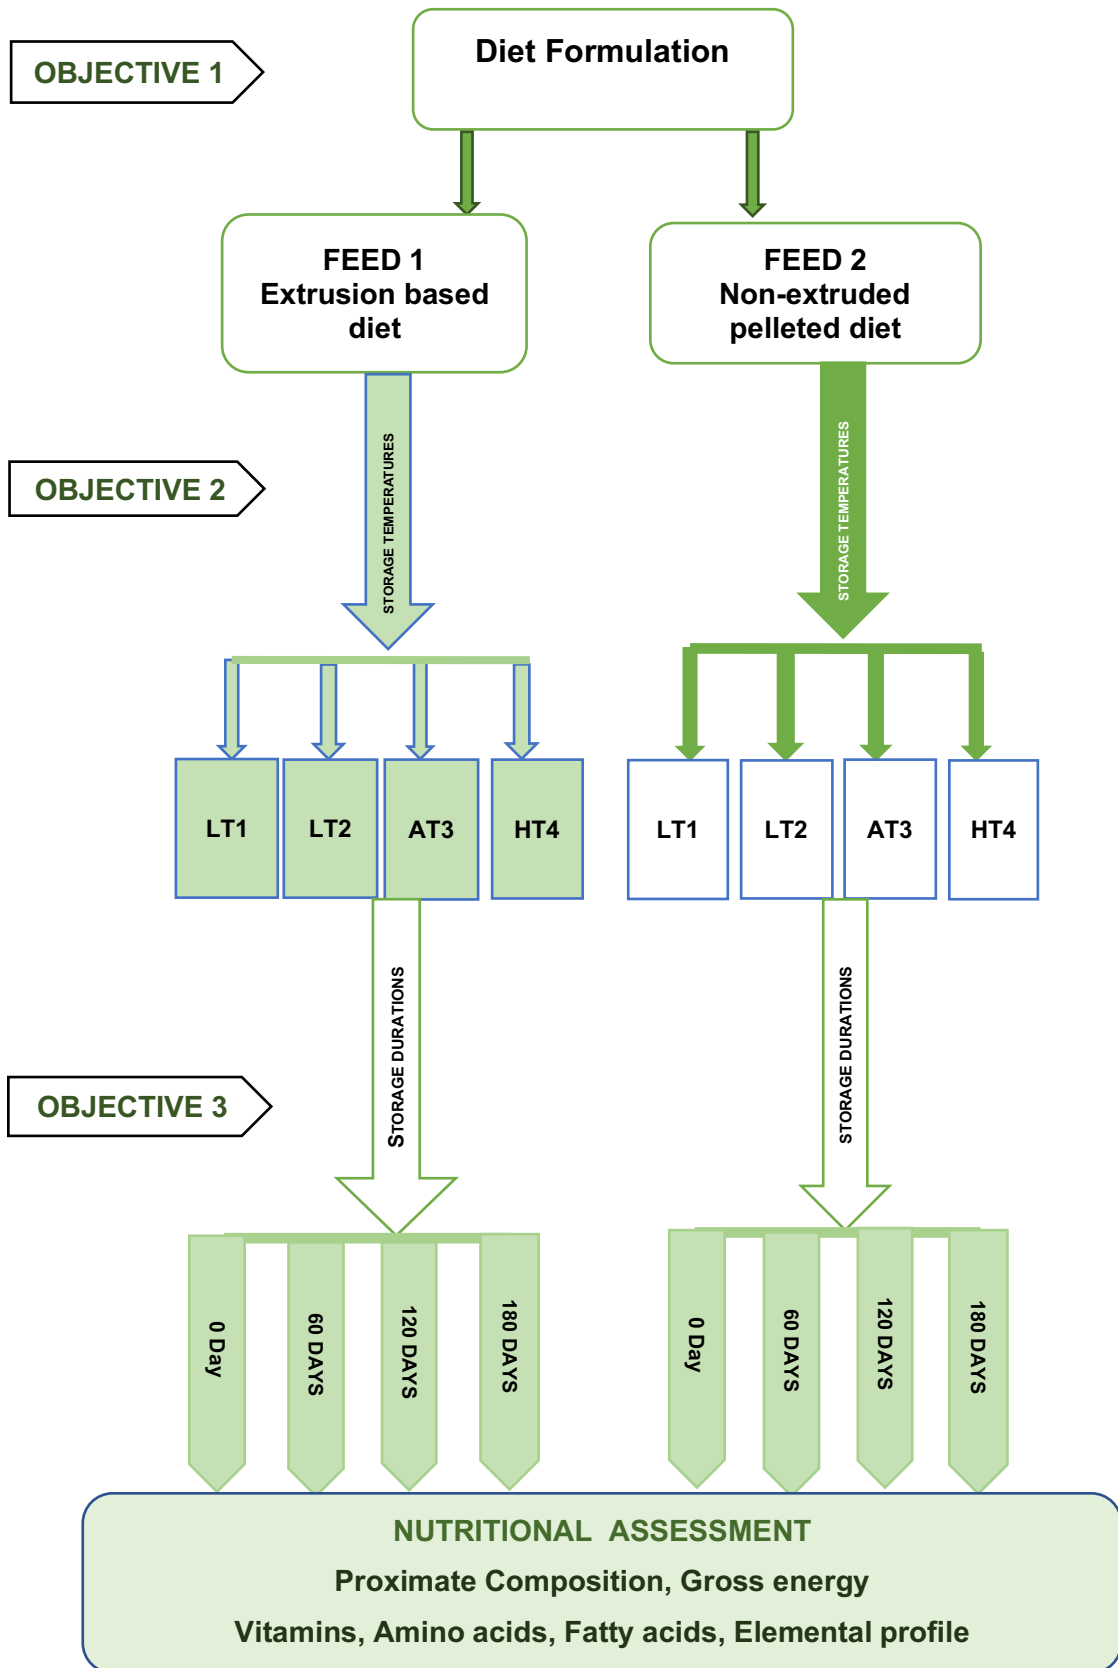 Diet Formulation
OBJECTIVE 1
FEED 1
Extrusion based
diet
FEED 2
Non-extruded
pelleted diet
STORAGE TEMPERATURES
STORAGE TEMPERATURES
OBJECTIVE 2
LT1
LT2
AT3
HT4
LT1
LT2
AT3
HT4
STORAGE DURATIONS
STORAGE DURATIONS
OBJECTIVE 3
0 Day
60 DAYS
120 DAYS
180 DAYS
0 Day
60 DAYS
120 DAYS
180 DAYS
NUTRITIONAL ASSESSMENT
Proximate Composition, Gross energy
Vitamins, Amino acids, Fatty acids, Elemental profile